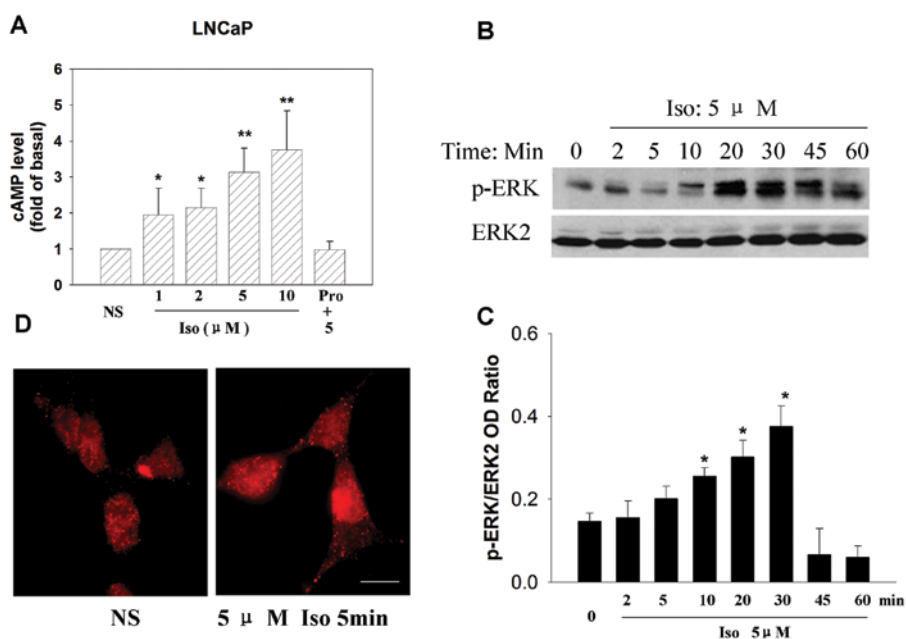 A
LNCaP
cAMP level
(fold of basal)
6
5
4
3
2
1
0
*
*
**
**
NS
1 2 5 10
Iso (μM)
Pro
+
5
B
Iso: 5 μ M
Time: Min 0 2 5 10 20 30 45 60
p-ERK
ERK2
C
p-ERK/ERK2 OD Ratio
0.6
0.4
0.2
0.0
*
*
*
0 2 5 10 20 30 45 60 min
Iso 5μM
D
NS
5 μ M Iso 5min